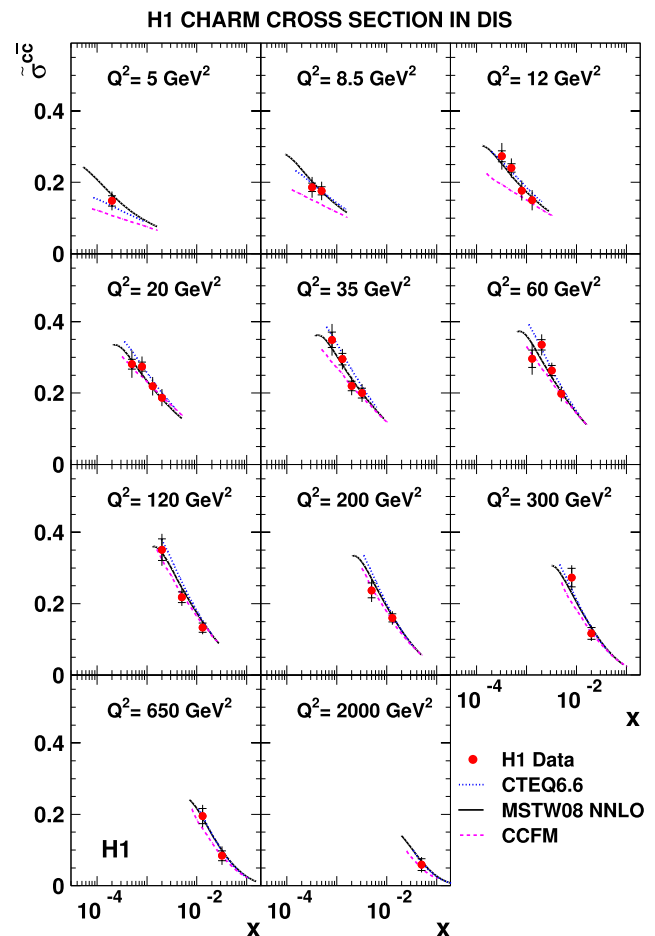 H1 CHARM CROSS SECTION IN DIS
σ̃^cc̄
Q² = 5 GeV² Q² = 8.5 GeV² Q² = 12 GeV²
0.4
0.2
0
Q² = 20 GeV² Q² = 35 GeV² Q² = 60 GeV²
0.4
0.2
0
Q² = 120 GeV² Q² = 200 GeV² Q² = 300 GeV²
0.4
0.2
0
10⁻⁴ 10⁻²
x
Q² = 650 GeV² Q² = 2000 GeV²
0.4
0.2
0
H1
10⁻⁴ 10⁻² 10⁻⁴ 10⁻²
x x
H1 Data
CTEQ6.6
MSTW08 NNLO
CCFM